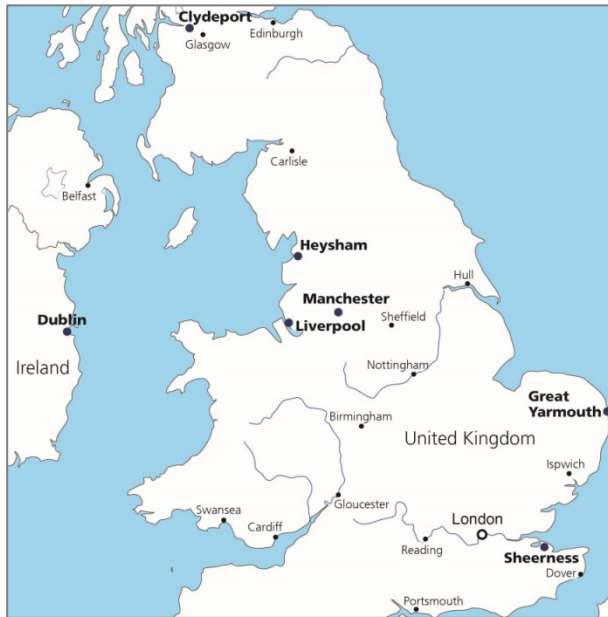 Clydeport
Edinburgh
Glasgow
Carlisle
Belfast
Heysham
Hull
Manchester
Dublin
Liverpool
Sheffield
Ireland
Nottingham
Great
Yarmouth
Birmingham
United Kingdom
Ispwich
Gloucester
Swansea
London
Cardiff
Reading
Sheerness
Dover
Portsmouth